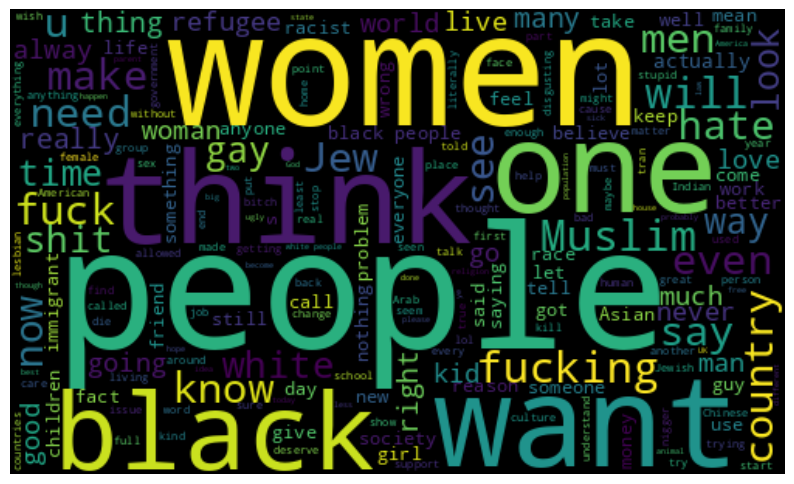 wish state u thing refugee racist world live many take well mean family America
alway life women men actually look
everything make point home literally wrong disgusting feel lot might cause stupid
anything happen government without black people believe keep enough sick matter will
need really woman anyone told place hate year
female group sex gay Jew see love
time American something think one tran Indian come
put bitch least real stop everyone thought help must maybe population work better
fuck God ugly big end bad house way
lesbian shit allowed made getting white people problem seen talk first go race Muslim probably used even
though find called die back change call Arab seem said saying let tell human great person much
now immigrant friend job still nothing people got kill Asian never say free
best care going around hope living school white lol every another UK Jewish
good children fact know day fucking kid reason someone man guy country
issue word sure new right society culture understand money Chinese use
countries full kind black give deserve show support girl want nigger animal try trying start